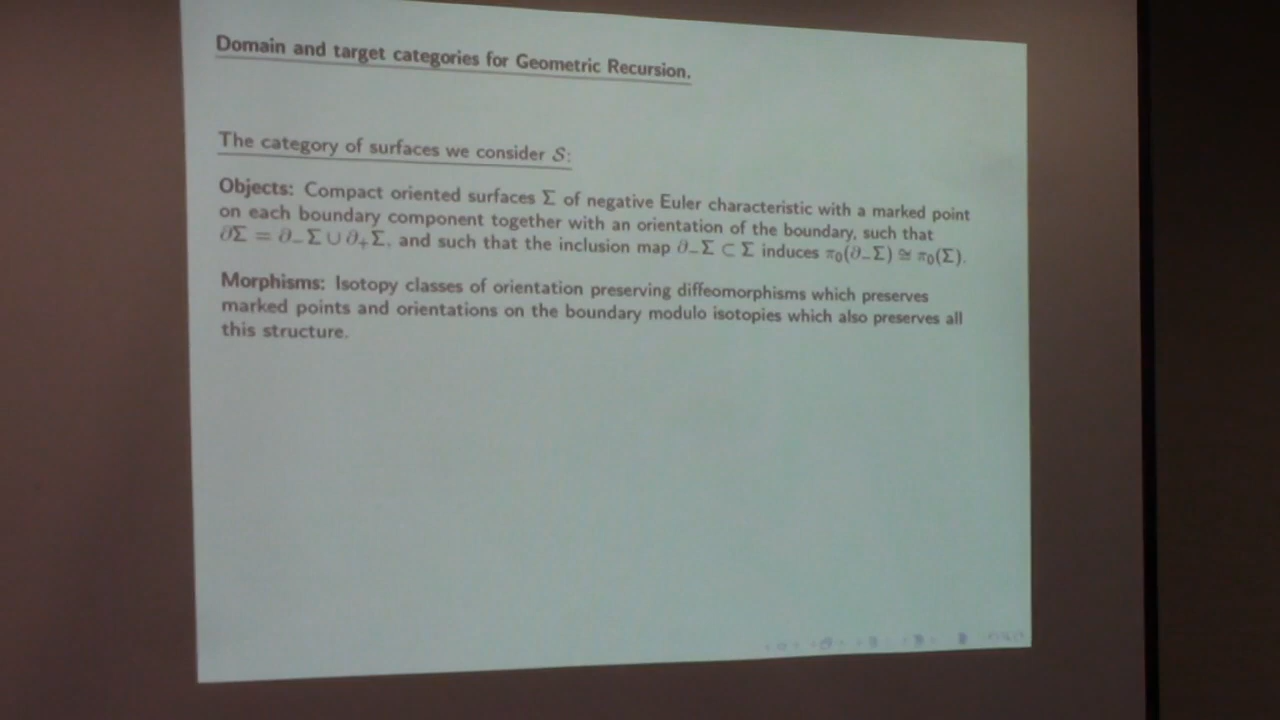 Domain and target categories for Geometric Recursion.
The category of surfaces we consider 𝒮:
Objects: Compact oriented surfaces Σ of negative Euler characteristic with a marked point
on each boundary component together with an orientation of the boundary, such that
∂Σ = ∂₋Σ ∪ ∂₊Σ, and such that the inclusion map ∂₋Σ ⊂ Σ induces π₀(∂₋Σ) ≅ π₀(Σ).
Morphisms: Isotopy classes of orientation preserving diffeomorphisms which preserves
marked points and orientations on the boundary modulo isotopies which also preserves all
this structure.